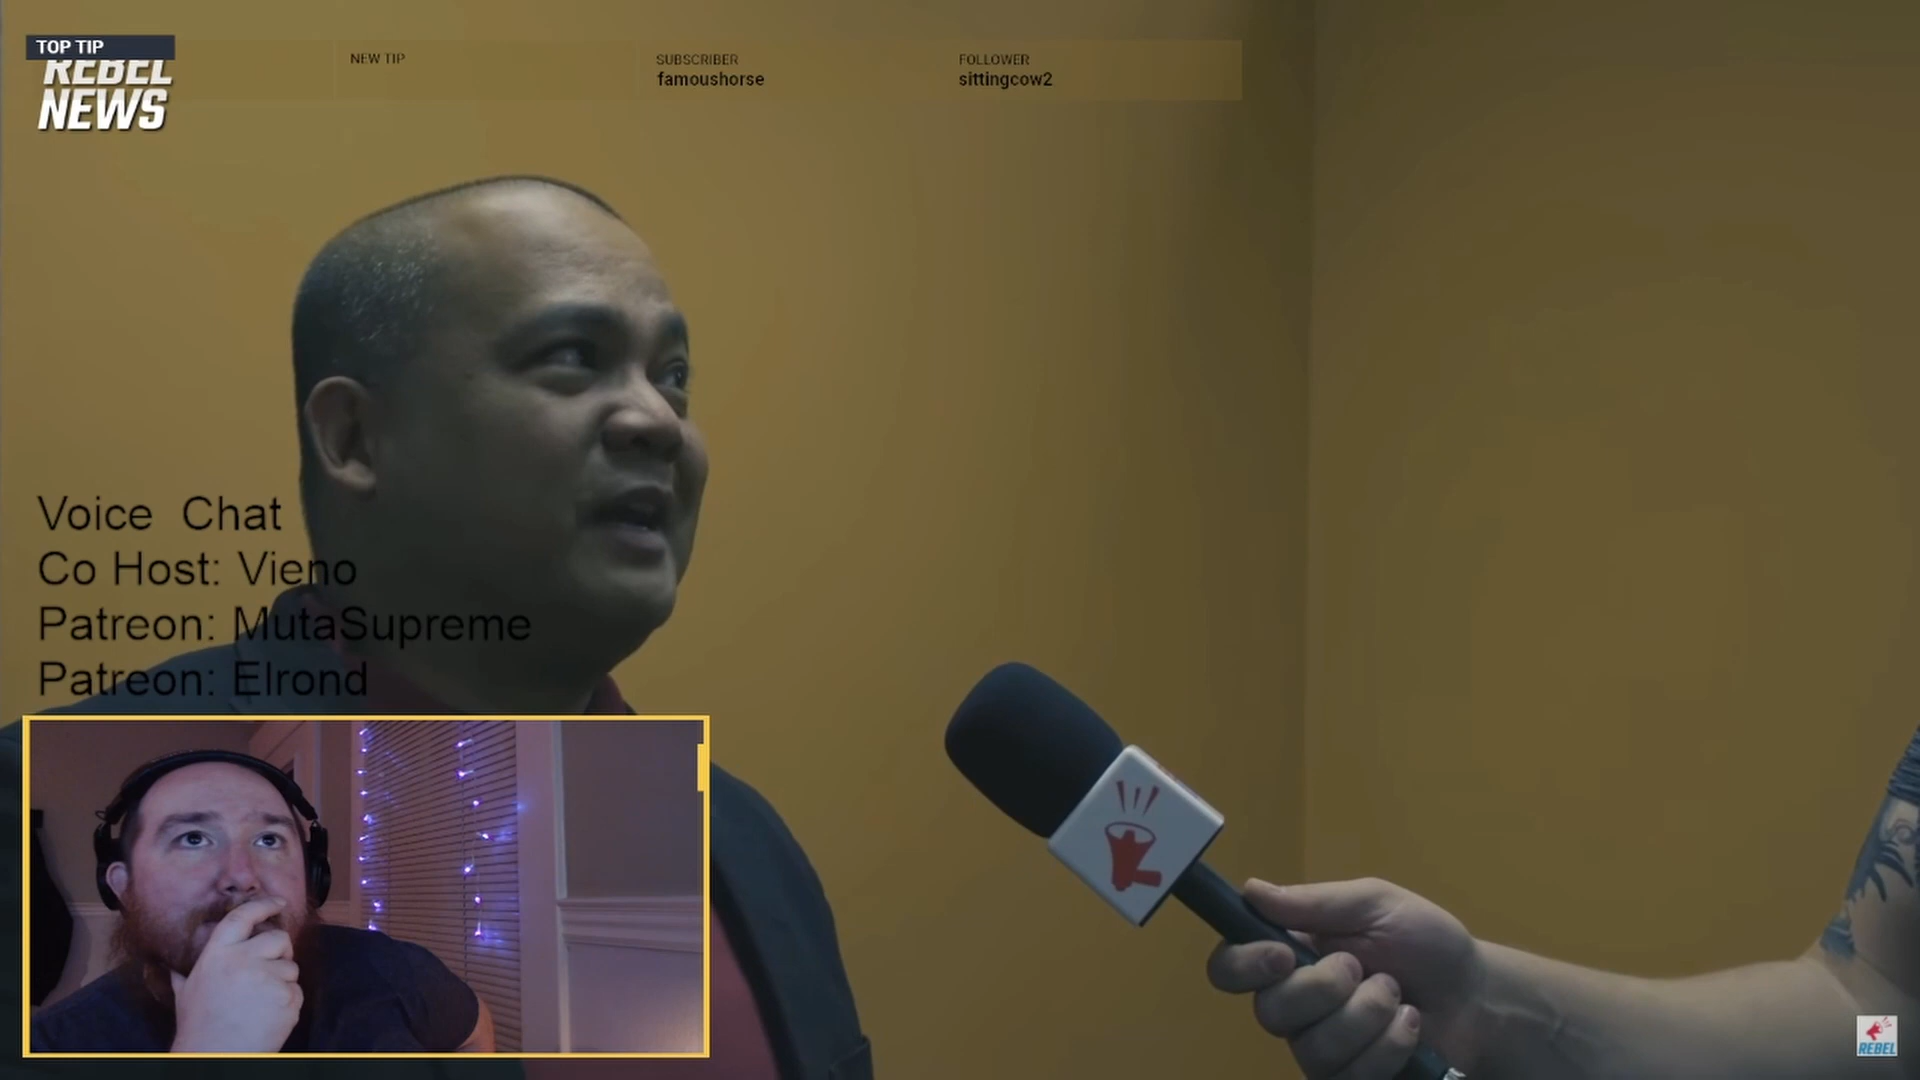 TOP TIP
REBEL
NEWS
NEW TIP
SUBSCRIBER
famoushorse
FOLLOWER
sittingcow2
Voice Chat
Co Host: Vieno
Patreon: MutaSupreme
Patreon: Elrond
REBEL